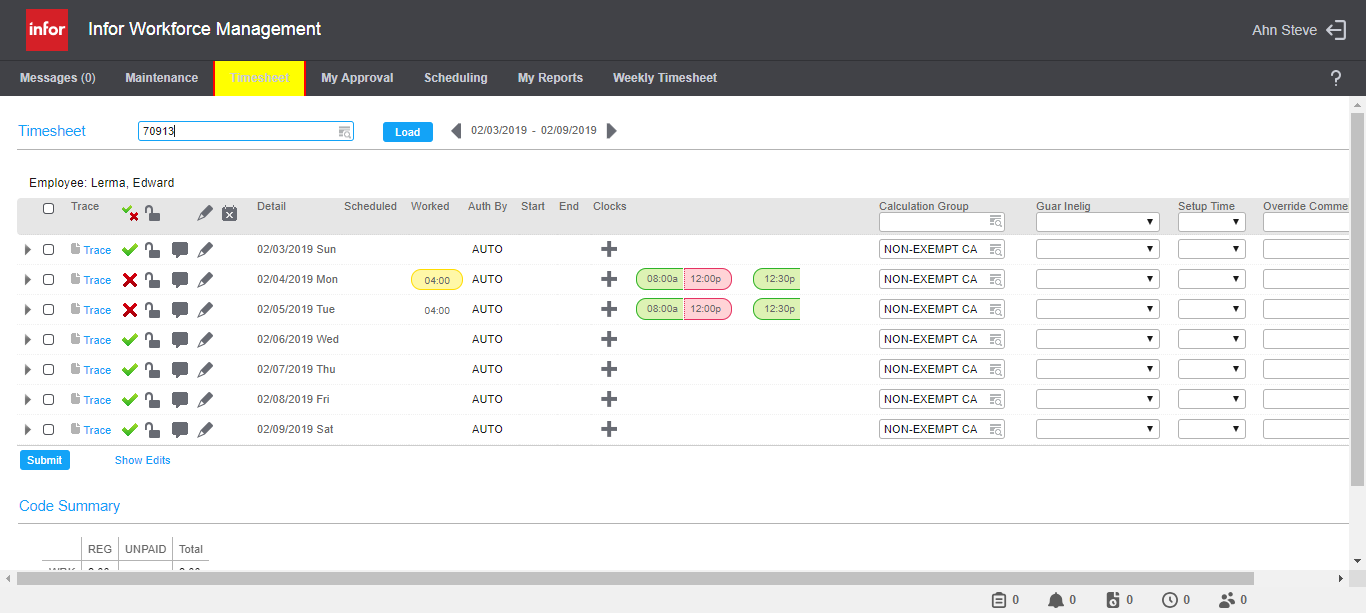 infor Infor Workforce Management Ahn Steve
Messages (0) Maintenance Timesheet My Approval Scheduling My Reports Weekly Timesheet ?
Timesheet 70913 Load 02/03/2019 - 02/09/2019
Employee: Lerma, Edward
Trace Detail Scheduled Worked Auth By Start End Clocks Calculation Group Guar Inelig Setup Time Override Comme
Trace 02/03/2019 Sun AUTO NON-EXEMPT CA
Trace 02/04/2019 Mon 04:00 AUTO 08:00a 12:00p 12:30p NON-EXEMPT CA
Trace 02/05/2019 Tue 04:00 AUTO 08:00a 12:00p 12:30p NON-EXEMPT CA
Trace 02/06/2019 Wed AUTO NON-EXEMPT CA
Trace 02/07/2019 Thu AUTO NON-EXEMPT CA
Trace 02/08/2019 Fri AUTO NON-EXEMPT CA
Trace 02/09/2019 Sat AUTO NON-EXEMPT CA
Submit Show Edits
Code Summary
REG UNPAID Total
0 0 0 0 0